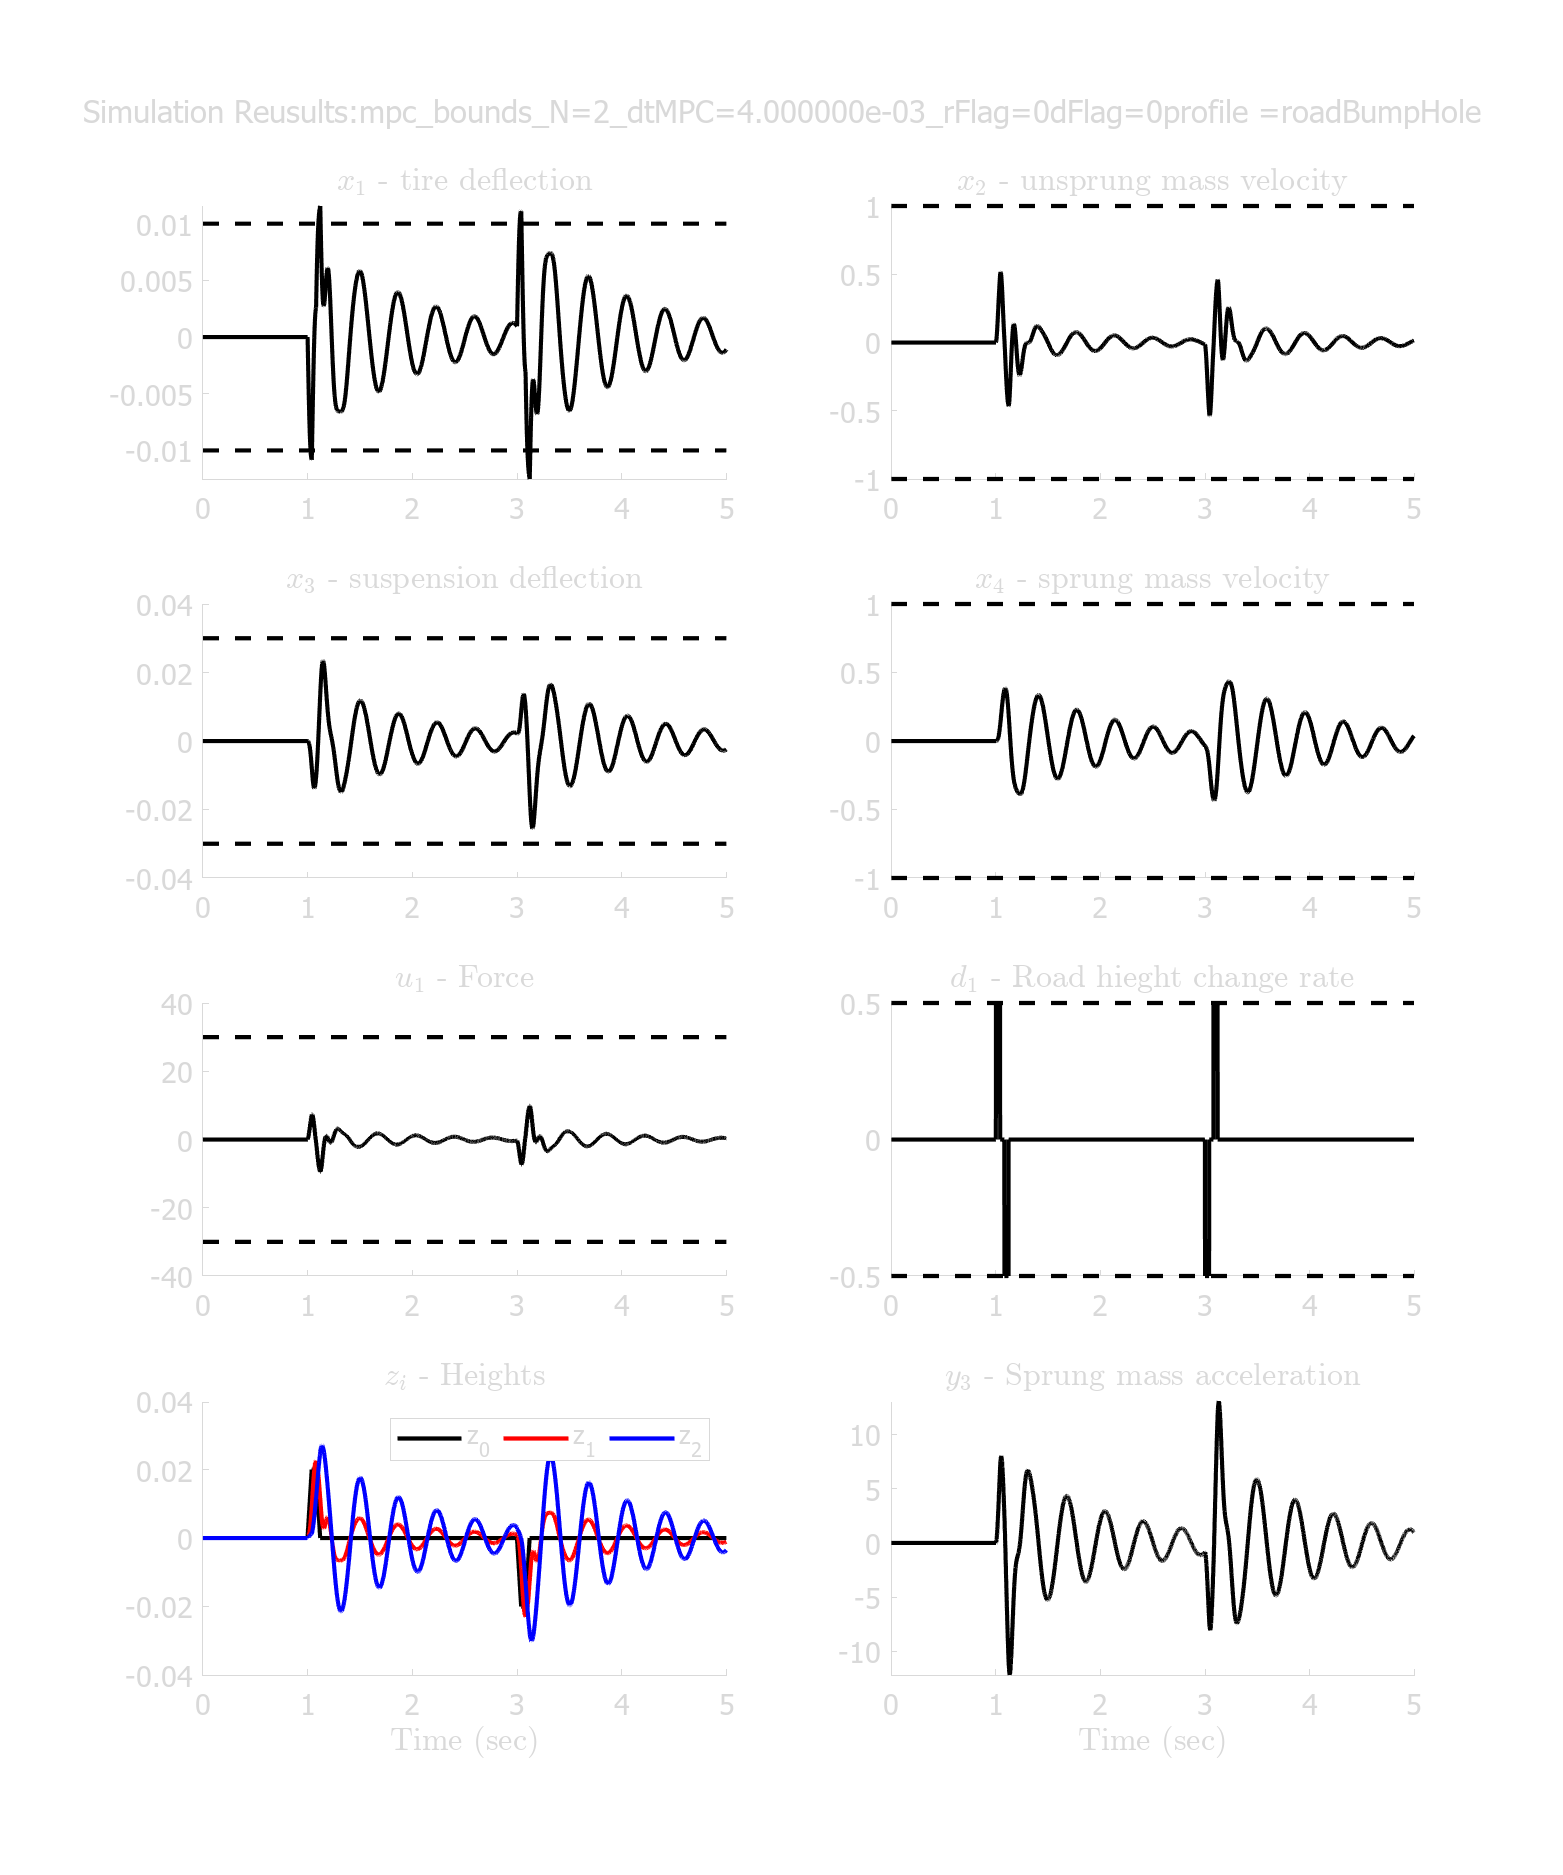 Simulation Reusults:mpc_bounds_N=2_dtMPC=4.000000e-03_rFlag=0dFlag=0profile =roadBumpHole
x₁ - tire deflection
0.01
0.005
0
-0.005
-0.01
0 1 2 3 4 5
x₂ - unsprung mass velocity
1
0.5
0
-0.5
-1
0 1 2 3 4 5
x₃ - suspension deflection
0.04
0.02
0
-0.02
-0.04
0 1 2 3 4 5
x₄ - sprung mass velocity
1
0.5
0
-0.5
-1
0 1 2 3 4 5
u₁ - Force
40
20
0
-20
-40
0 1 2 3 4 5
d₁ - Road hieght change rate
0.5
0
-0.5
0 1 2 3 4 5
zᵢ - Heights
0.04
0.02
0
-0.02
-0.04
z₀ z₁ z₂
0 1 2 3 4 5
Time (sec)
y₃ - Sprung mass acceleration
10
5
0
-5
-10
0 1 2 3 4 5
Time (sec)